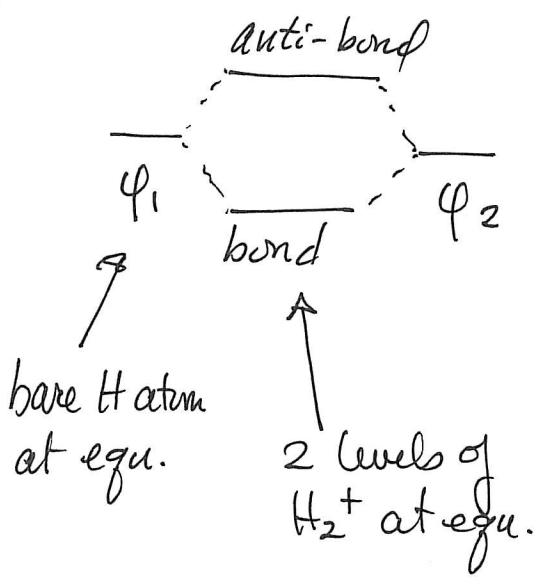 anti-bond
φ1 φ2
bond
bare H atom
at equ.
2 levels of
H2+ at equ.